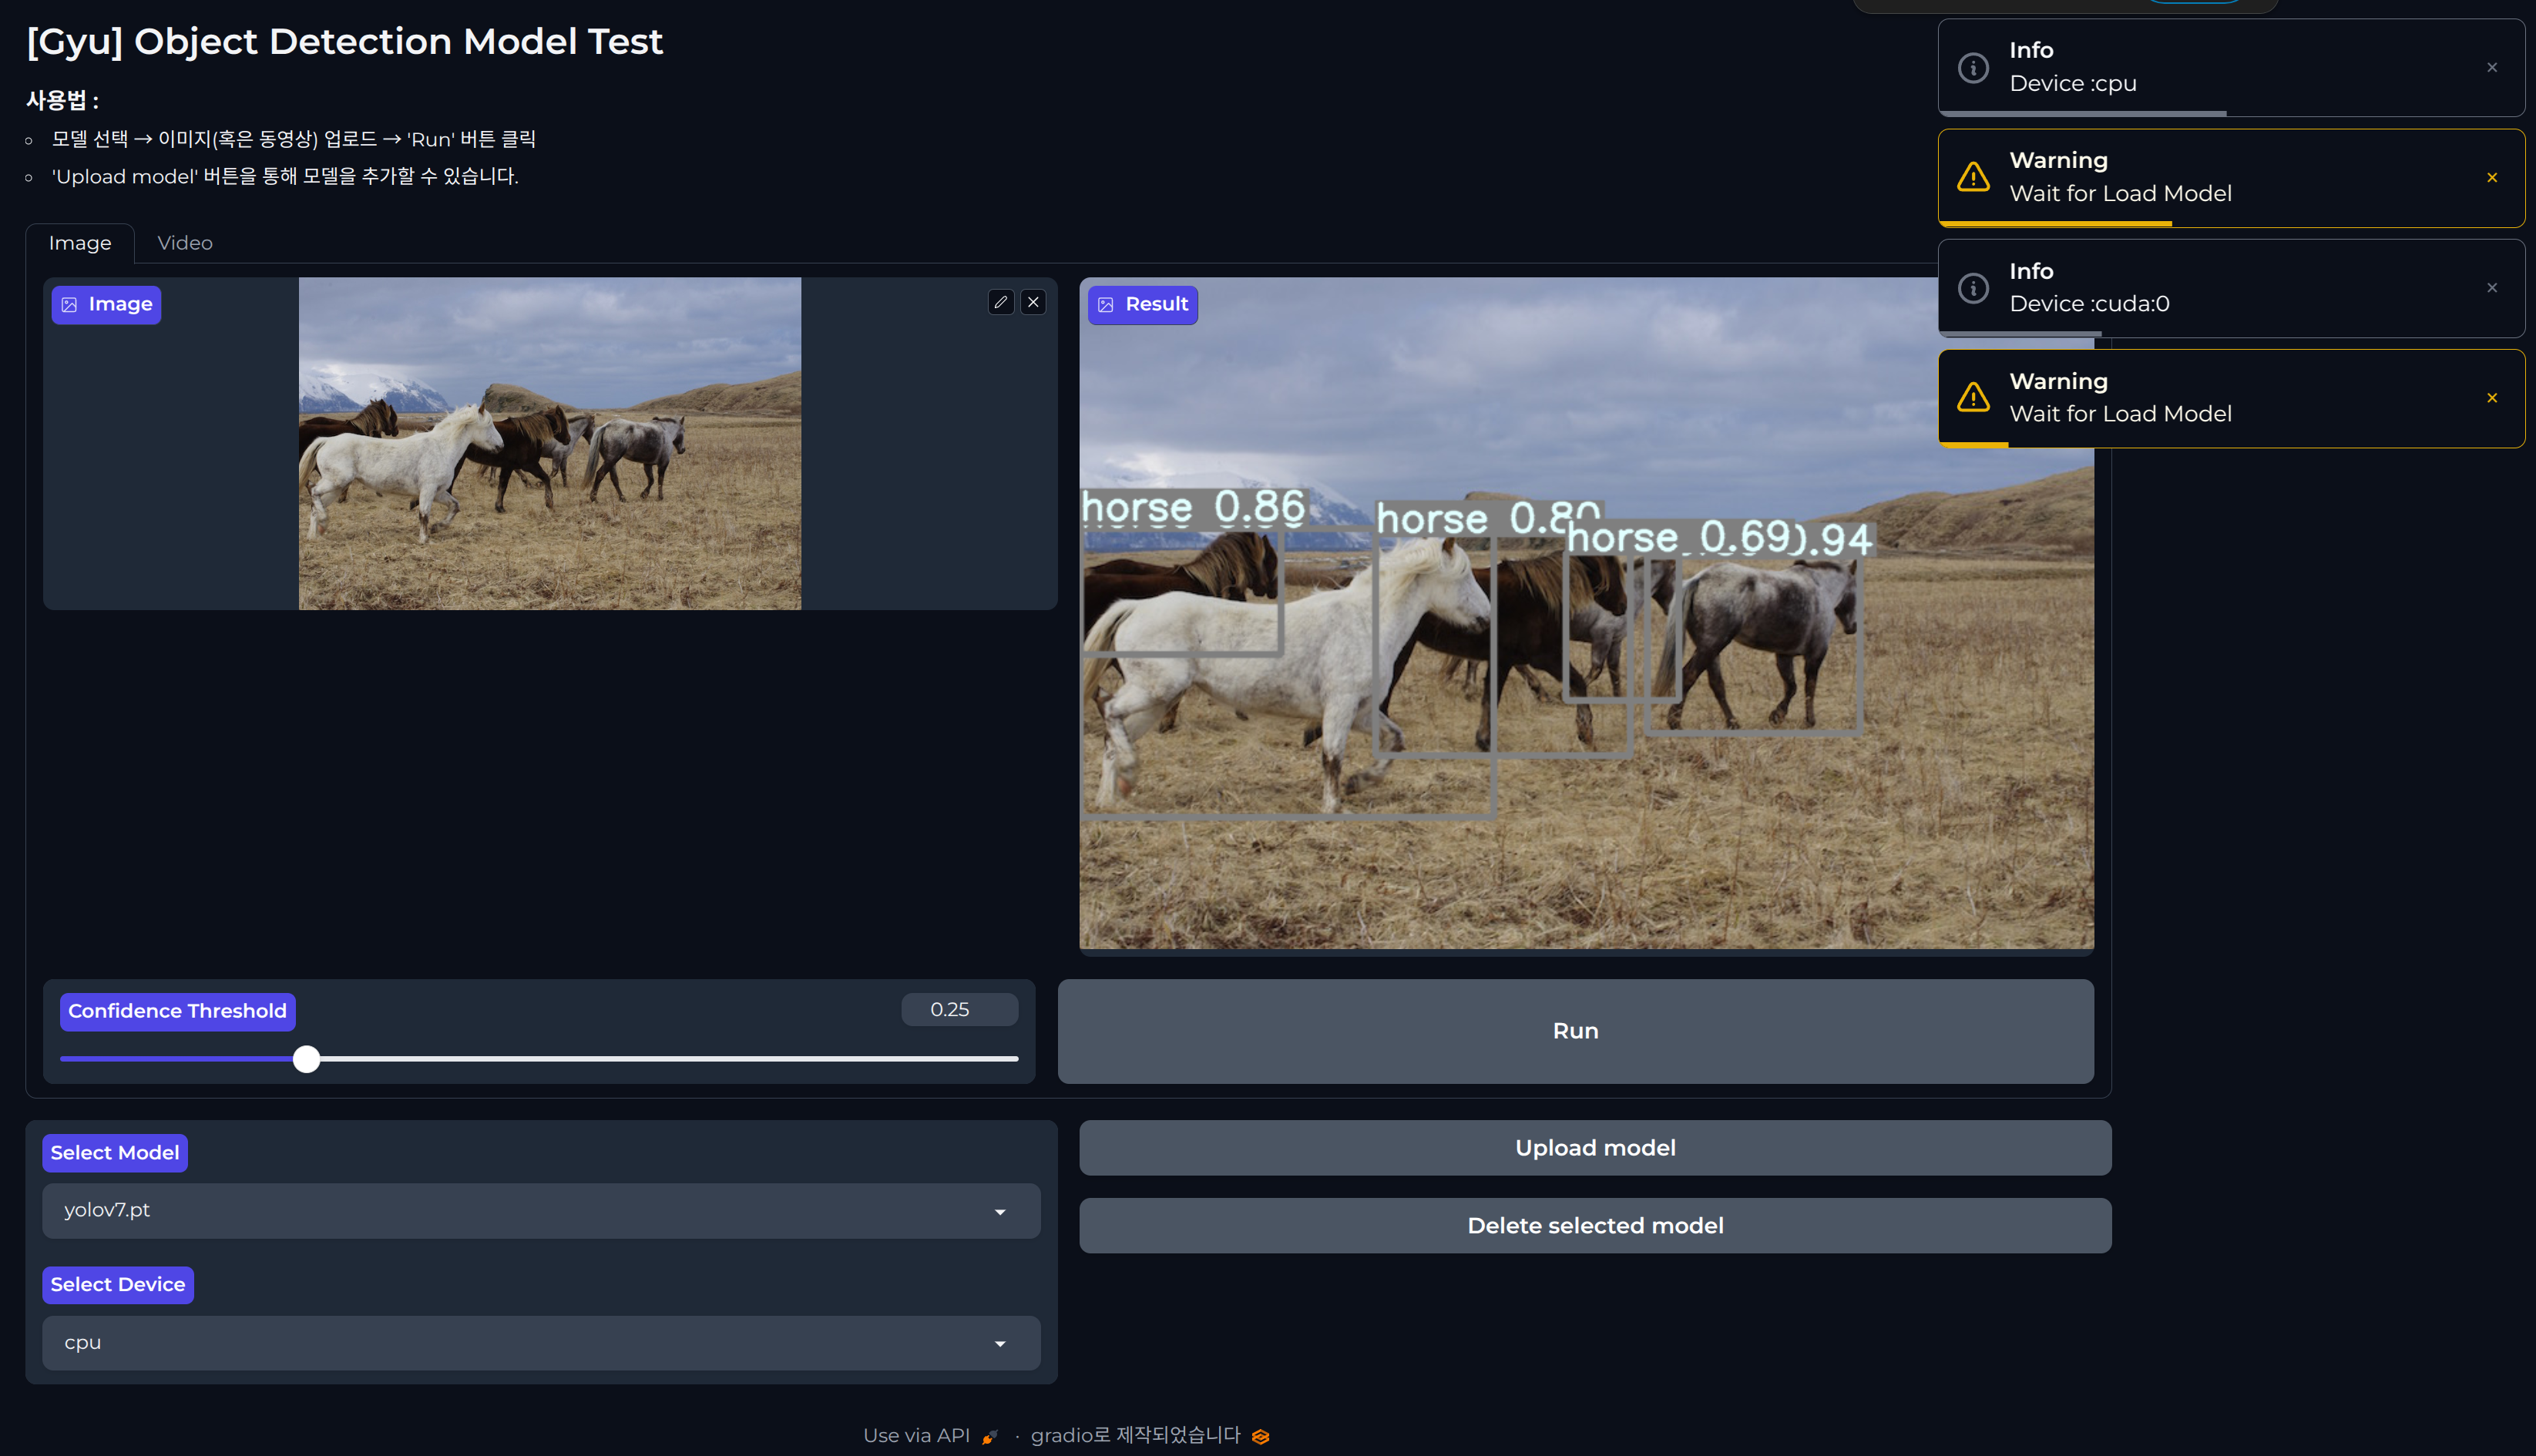 [Gyu] Object Detection Model Test
사용법 :
모델 선택 → 이미지(혹은 동영상) 업로드 → 'Run' 버튼 클릭
'Upload model' 버튼을 통해 모델을 추가할 수 있습니다.
Info
Device :cpu
Warning
Wait for Load Model
Info
Device :cuda:0
Warning
Wait for Load Model
Image
Video
Image
Result
horse 0.86
horse 0.80
horse 0.69
0.94
Confidence Threshold
0.25
Run
Select Model
yolov7.pt
Select Device
cpu
Upload model
Delete selected model
Use via API · gradio로 제작되었습니다